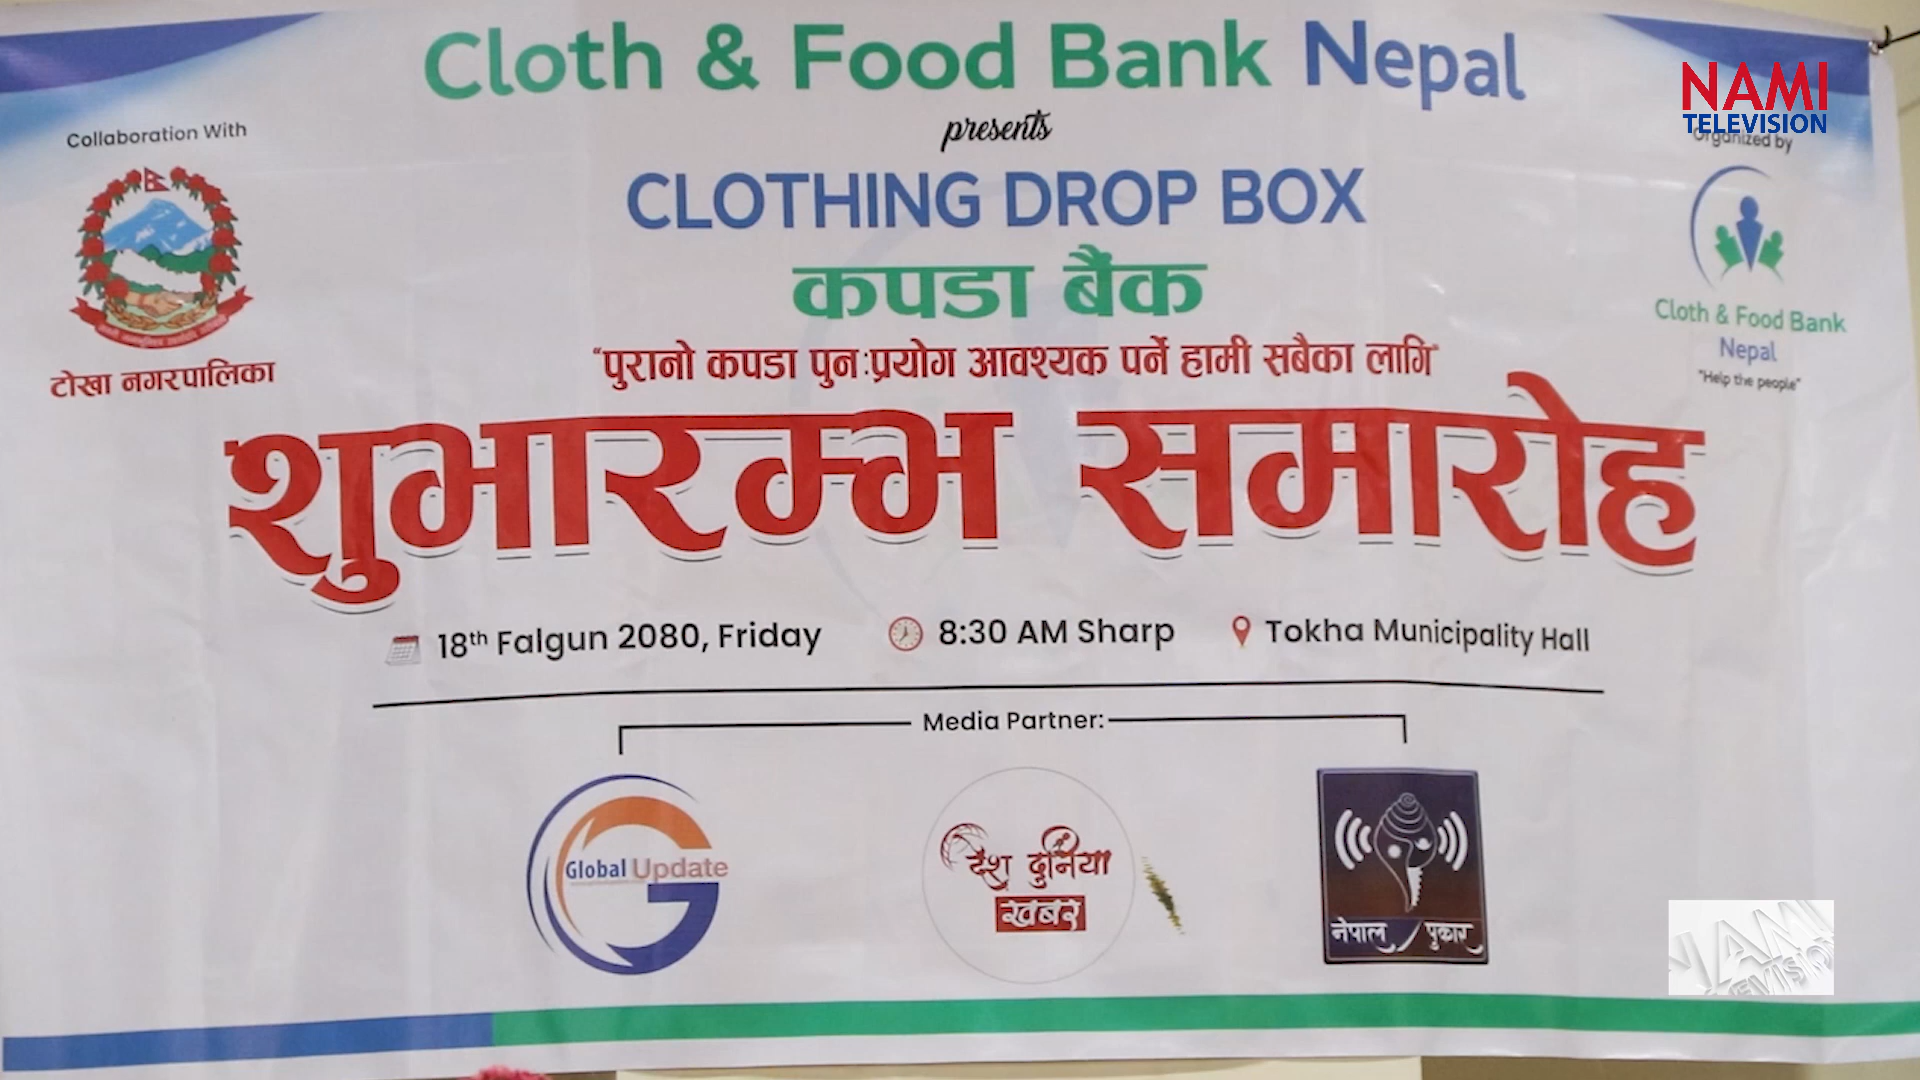 Cloth & Food Bank Nepal
presents
NAMI
TELEVISION
Collaboration With
Organized by
CLOTHING DROP BOX
कपडा बैंक
"पुरानो कपडा पुन:प्रयोग आवश्यक पर्ने हामी सबैका लागि"
टोखा नगरपालिका
Cloth & Food Bank
Nepal
"Help the people"
शुभारम्भ समारोह
18th Falgun 2080, Friday
8:30 AM Sharp
Tokha Municipality Hall
Media Partner:
Global Update
देश दुनिया
खबर
नेपाल पुकार
NAMI